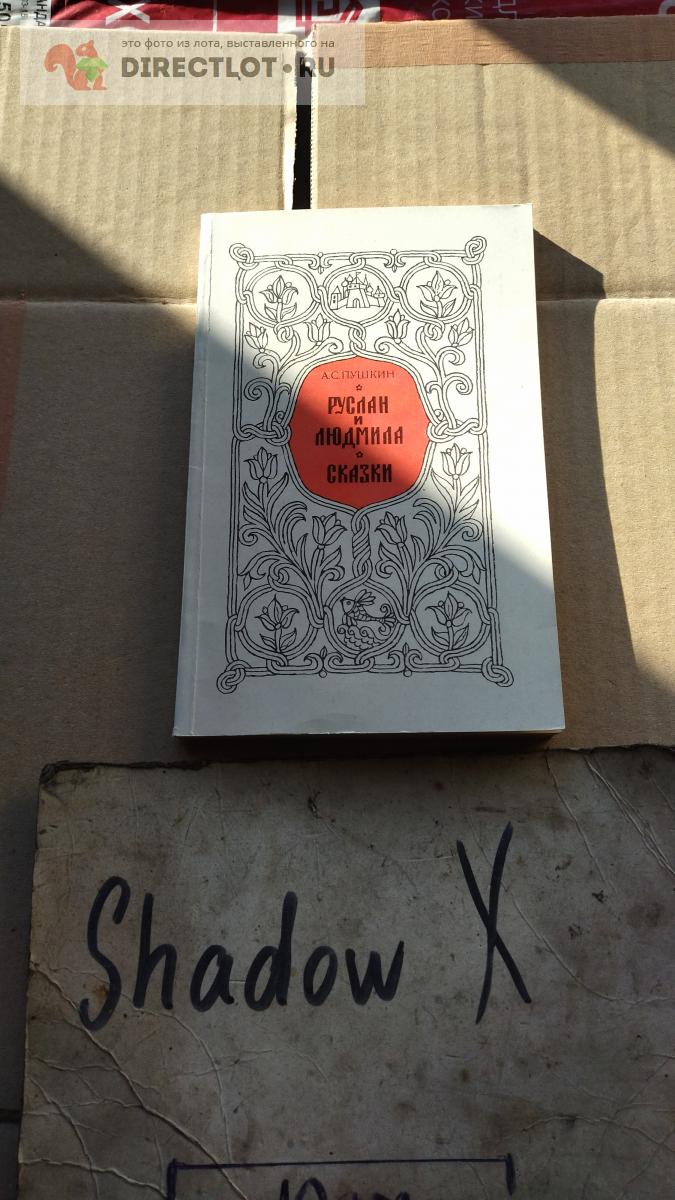 это фото из лота, выставленного на
DIRECTLOT.RU
А.С.ПУШКИН
РУСЛАН
И
ЛЮДМИЛА
СКАЗКИ
Shadow X